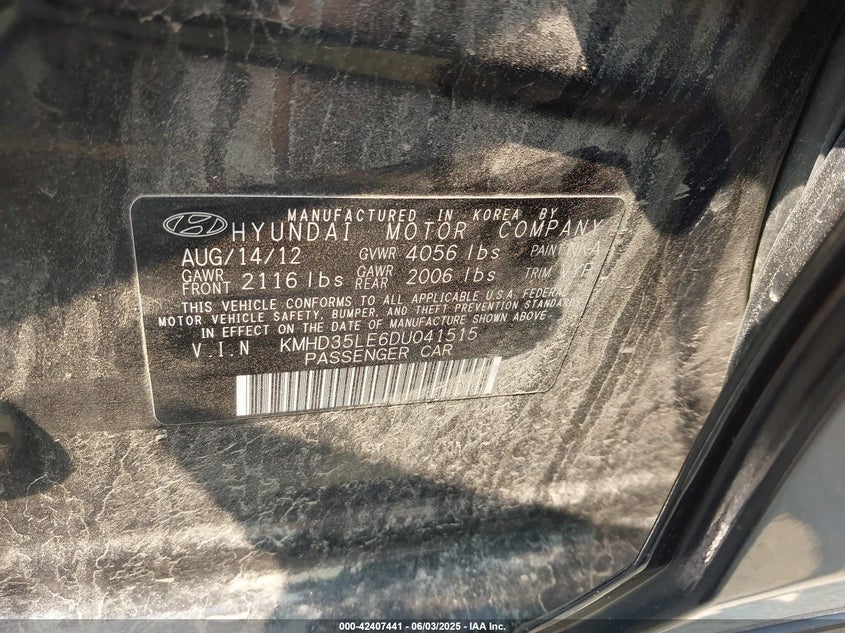 MANUFACTURED IN KOREA BY
HYUNDAI MOTOR COMPANY
AUG/14/12 GVWR 4056 lbs PAINT
GAWR FRONT 2116 lbs GAWR REAR 2006 lbs TRIM
THIS VEHICLE CONFORMS TO ALL APPLICABLE U.S.A. FEDERAL
MOTOR VEHICLE SAFETY, BUMPER, AND THEFT PREVENTION STANDARDS
IN EFFECT ON THE DATE OF MANUFACTURE SHOWN ABOVE
V.I.N KMHD35LE6DU041515
PASSENGER CAR
000-42407441 - 06/03/2025 - IAA Inc.